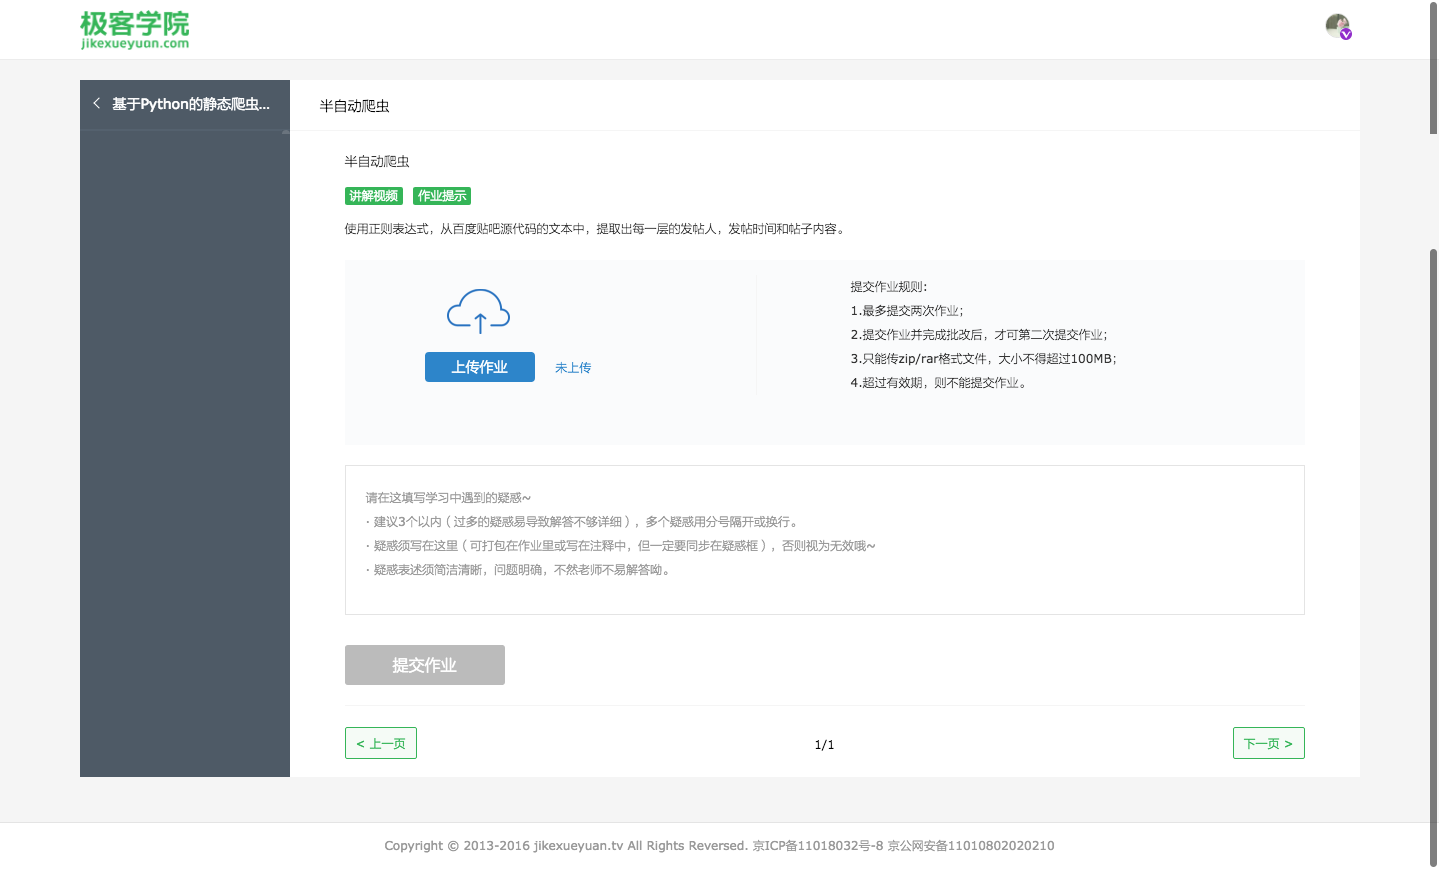 极客学院
jikexueyuan.com
基于Python的静态爬虫...
半自动爬虫
半自动爬虫
讲解视频 作业提示
使用正则表达式，从百度贴吧源代码的文本中，提取出每一层的发帖人，发帖时间和帖子内容。
上传作业 未上传
提交作业规则:
1.最多提交两次作业；
2.提交作业并完成批改后，才可第二次提交作业；
3.只能传zip/rar格式文件，大小不得超过100MB；
4.超过有效期，则不能提交作业。
请在这填写学习中遇到的疑惑~
· 建议3个以内（过多的疑惑易导致解答不够详细），多个疑惑用分号隔开或换行。
· 疑惑须写在这里（可打包在作业里或写在注释中，但一定要同步在疑惑框），否则视为无效哦~
· 疑惑表述须简洁清晰，问题明确，不然老师不易解答呦。
提交作业
< 上一页 1/1 下一页 >
Copyright © 2013-2016 jikexueyuan.tv All Rights Reversed. 京ICP备11018032号-8 京公网安备11010802020210